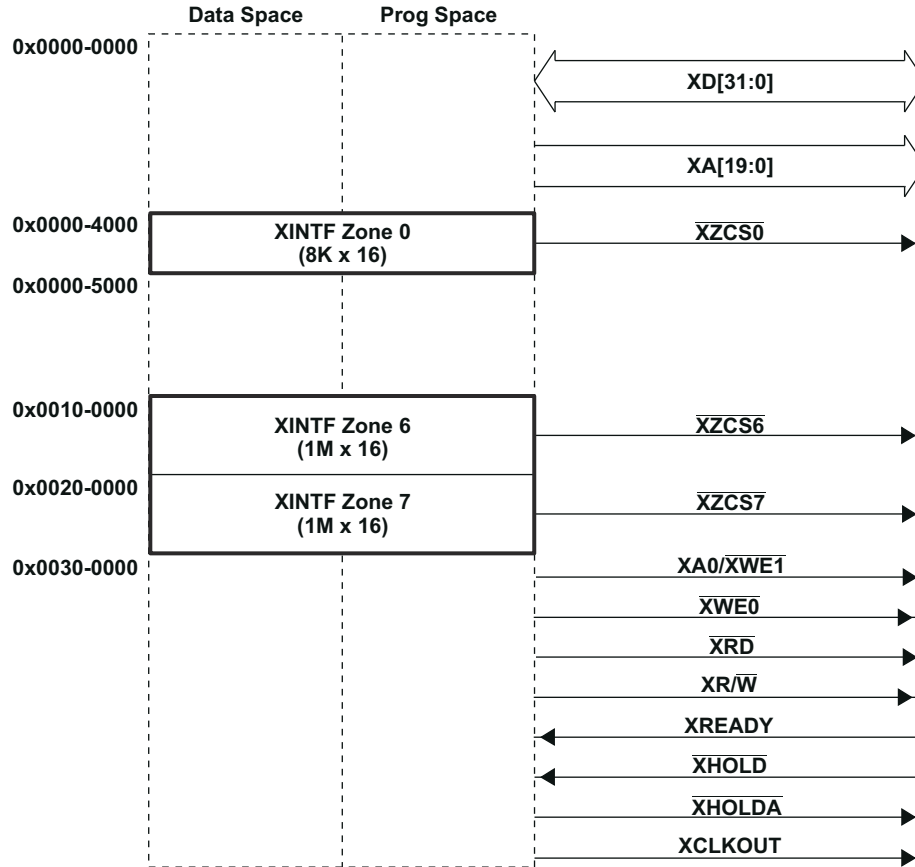 Data Space Prog Space
0x0000-0000
XD[31:0]
XA[19:0]
0x0000-4000
XINTF Zone 0
(8K x 16)
XZCS0
0x0000-5000
0x0010-0000
XINTF Zone 6
(1M x 16)
XZCS6
0x0020-0000
XINTF Zone 7
(1M x 16)
XZCS7
0x0030-0000
XA0/XWE1
XWE0
XRD
XR/W
XREADY
XHOLD
XHOLDA
XCLKOUT